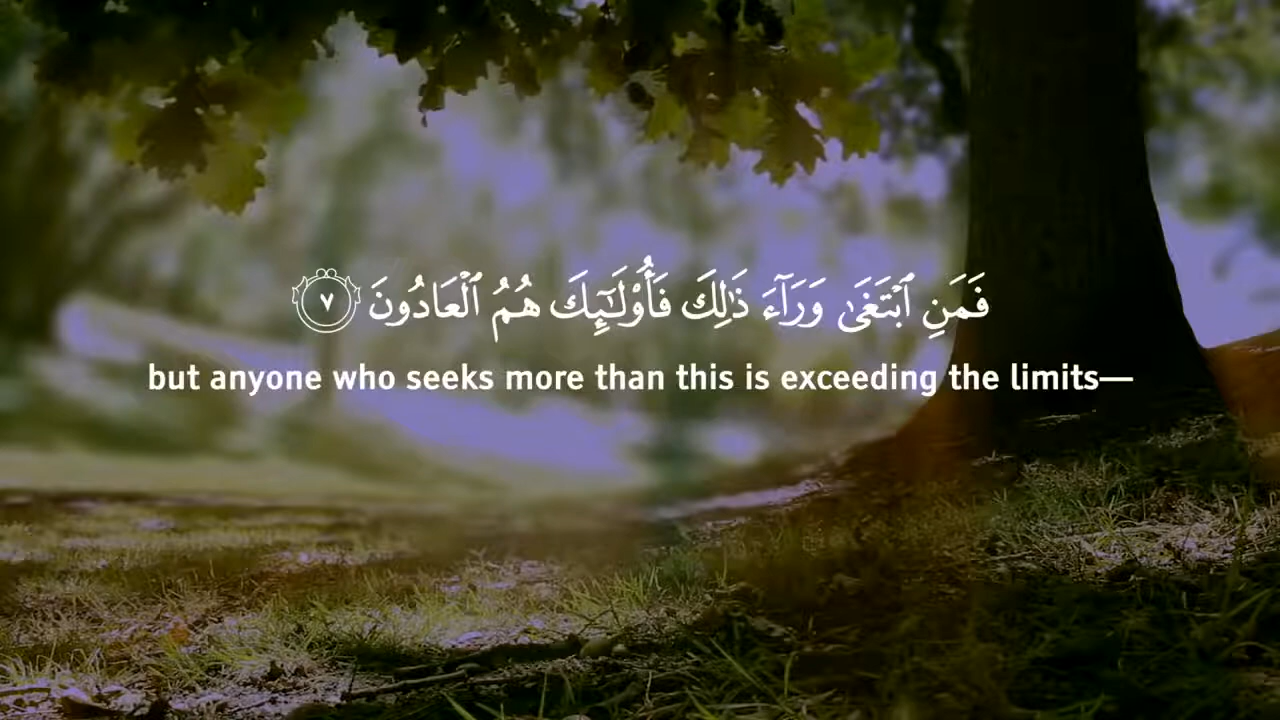 فَمَنِ ٱبْتَغَىٰ وَرَآءَ ذَٰلِكَ فَأُو۟لَـٰٓئِكَ هُمُ ٱلْعَادُونَ ٧
but anyone who seeks more than this is exceeding the limits—